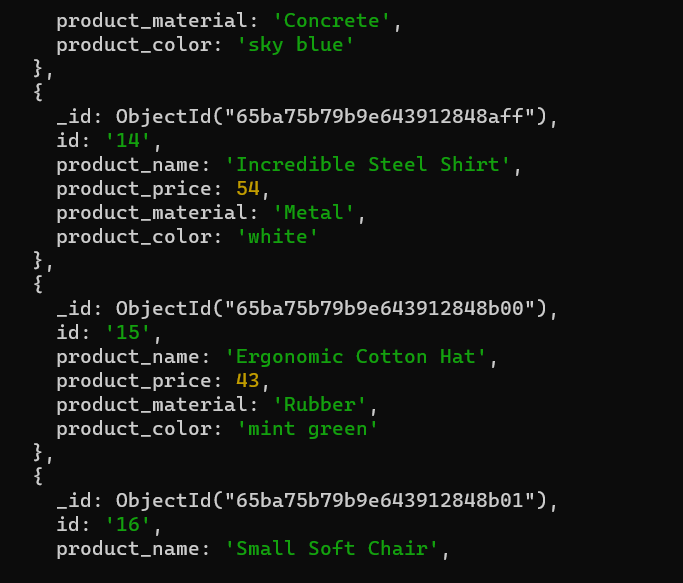 product_material: 'Concrete',
product_color: 'sky blue'
},
{
_id: ObjectId("65ba75b79b9e643912848aff"),
id: '14',
product_name: 'Incredible Steel Shirt',
product_price: 54,
product_material: 'Metal',
product_color: 'white'
},
{
_id: ObjectId("65ba75b79b9e643912848b00"),
id: '15',
product_name: 'Ergonomic Cotton Hat',
product_price: 43,
product_material: 'Rubber',
product_color: 'mint green'
},
{
_id: ObjectId("65ba75b79b9e643912848b01"),
id: '16',
product_name: 'Small Soft Chair',